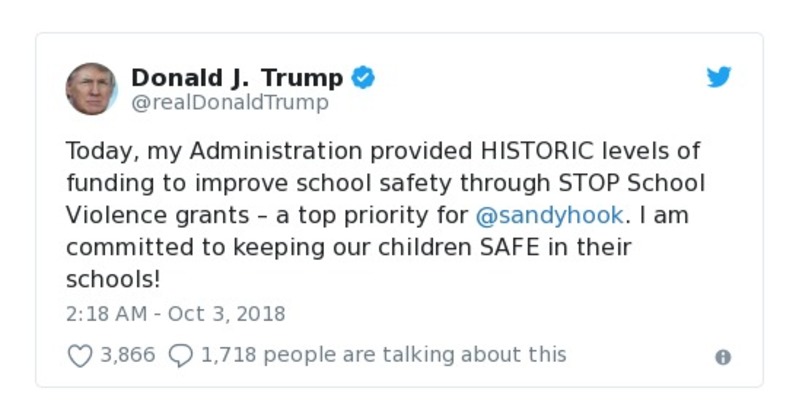 Donald J. Trump
@realDonaldTrump
Today, my Administration provided HISTORIC levels of
funding to improve school safety through STOP School
Violence grants – a top priority for @sandyhook. I am
committed to keeping our children SAFE in their
schools!
2:18 AM - Oct 3, 2018
3,866 1,718 people are talking about this